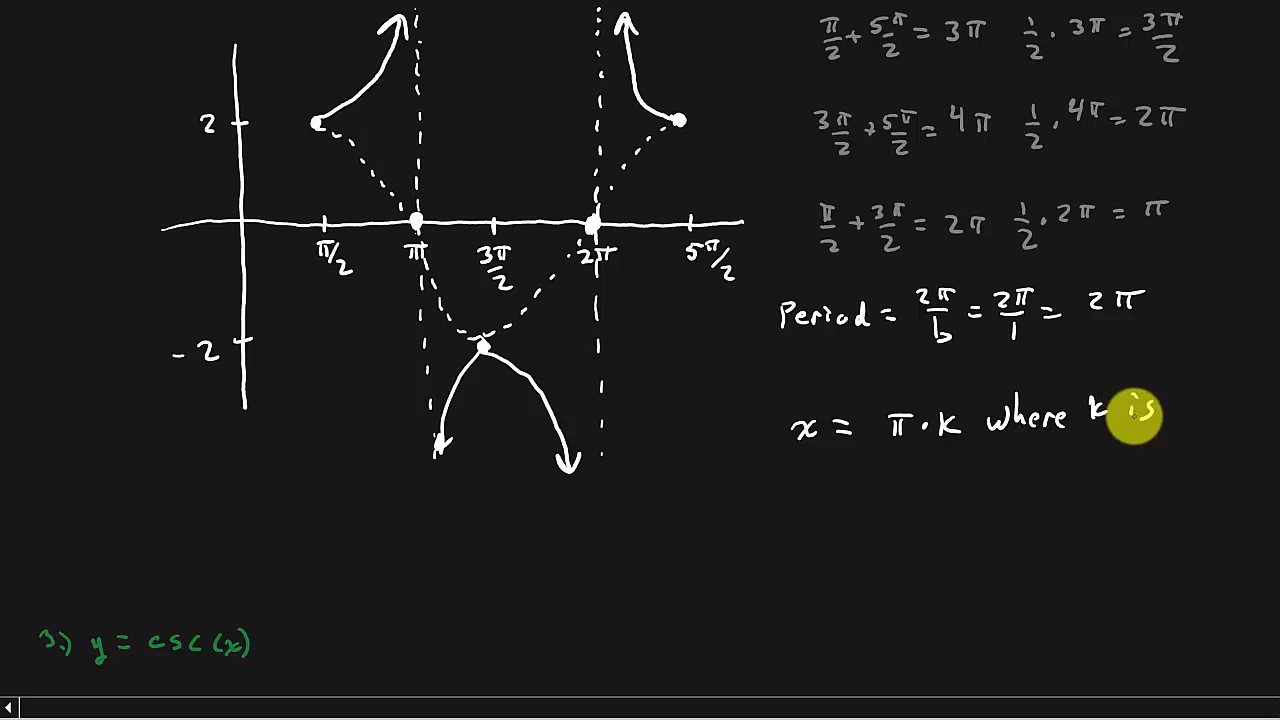 π/2 + 5π/2 = 3π  1/2 · 3π = 3π/2
3π/2 + 5π/2 = 4π  1/2 · 4π = 2π
π/2 + 3π/2 = 2π  1/2 · 2π = π
Period = 2π/b = 2π/1 = 2π
x = π · k where k is
2
π/2  π  3π/2  2π  5π/2
-2
3.) y = csc(x)